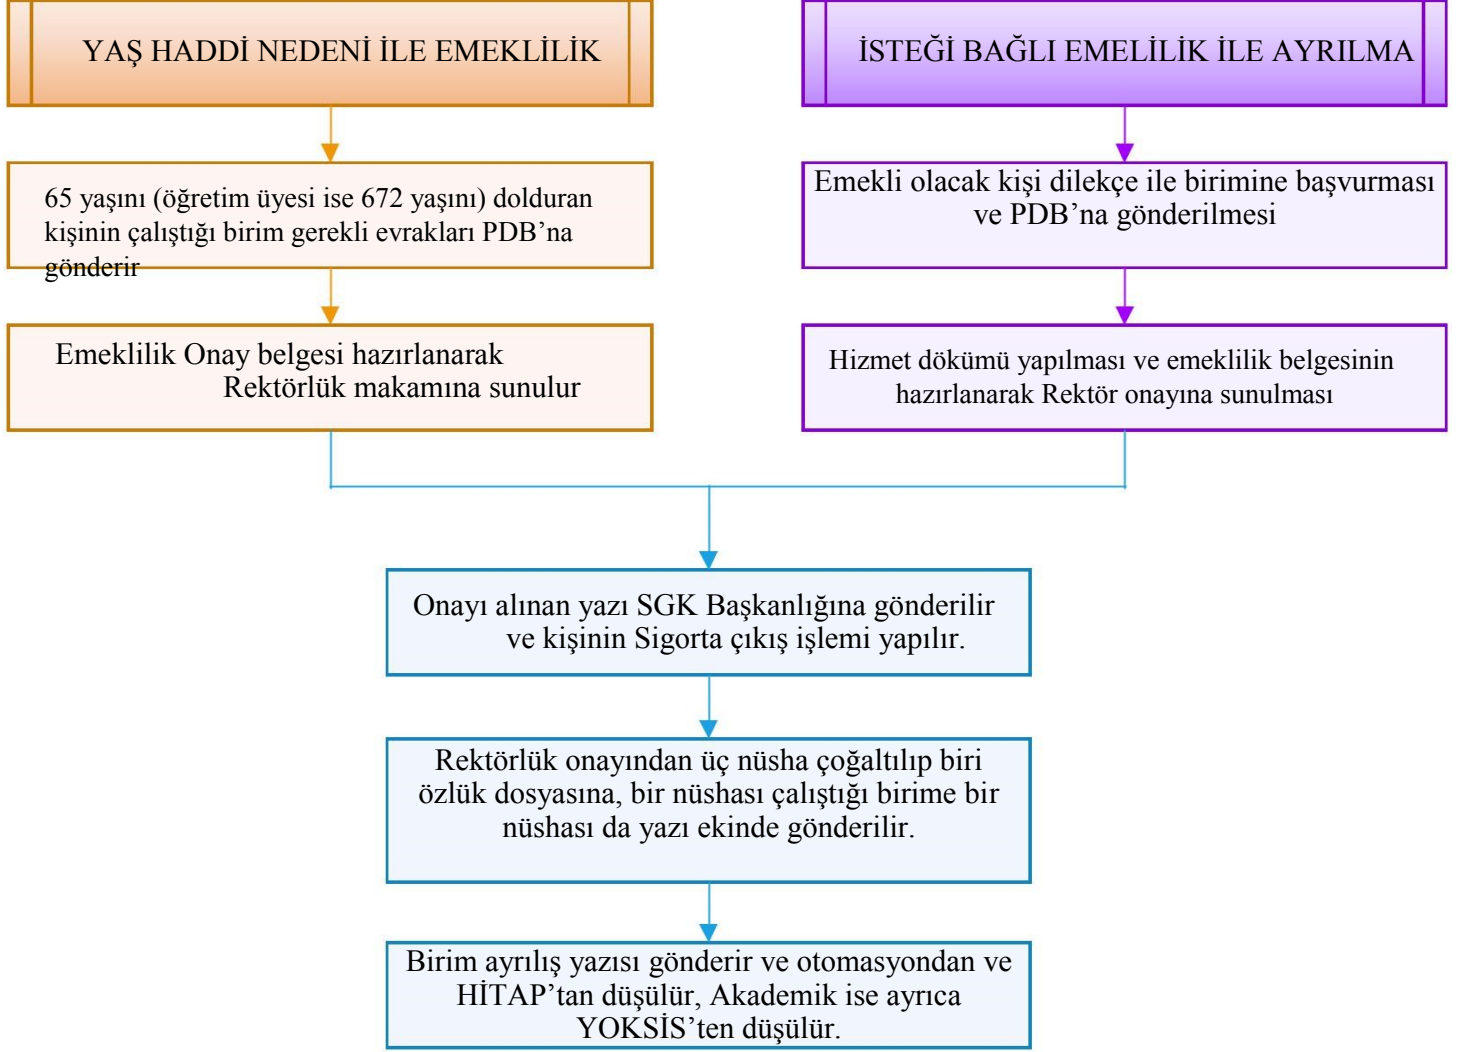 YAŞ HADDİ NEDENİ İLE EMEKLİLİK
65 yaşını (öğretim üyesi ise 672 yaşını) dolduran
kişinin çalıştığı birim gerekli evrakları PDB’na
gönderir
Emeklilik Onay belgesi hazırlanarak
Rektörlük makamına sunulur
İSTEĞİ BAĞLI EMELİLİK İLE AYRILMA
Emekli olacak kişi dilekçe ile birimine başvurması
ve PDB’na gönderilmesi
Hizmet dökümü yapılması ve emeklilik belgesinin
hazırlanarak Rektör onayına sunulması
Onayı alınan yazı SGK Başkanlığına gönderilir
ve kişinin Sigorta çıkış işlemi yapılır.
Rektörlük onayından üç nüsha çoğaltılıp biri
özlük dosyasına, bir nüshası çalıştığı birime bir
nüshası da yazı ekinde gönderilir.
Birim ayrılış yazısı gönderir ve otomasyondan ve
HİTAP’tan düşülür, Akademik ise ayrıca
YOKSİS’ten düşülür.